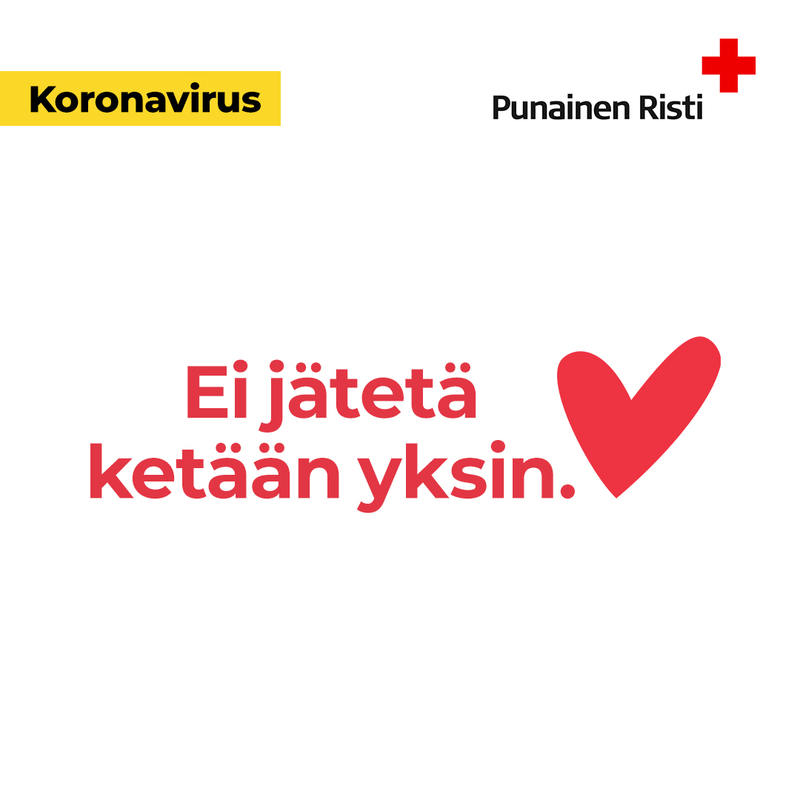 Koronavirus
Punainen Risti
Ei jätetä
ketään yksin.